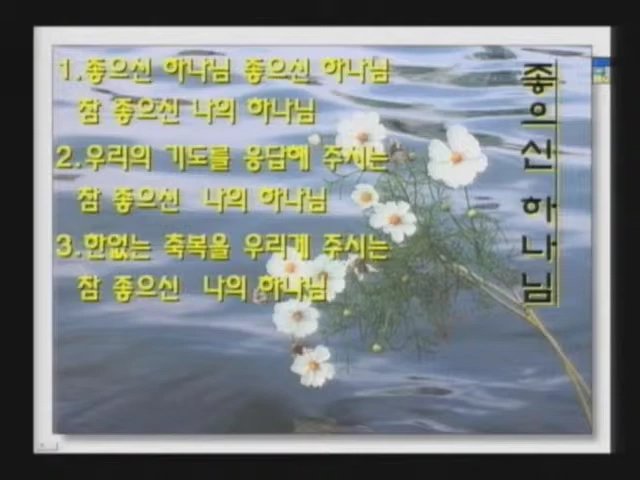 1.좋으신 하나님 좋으신 하나님
참 좋으신 나의 하나님
2.우리의 기도를 응답해 주시는
참 좋으신 나의 하나님
3.한없는 축복을 우리게 주시는
참 좋으신 나의 하나님
좋으신 하나님